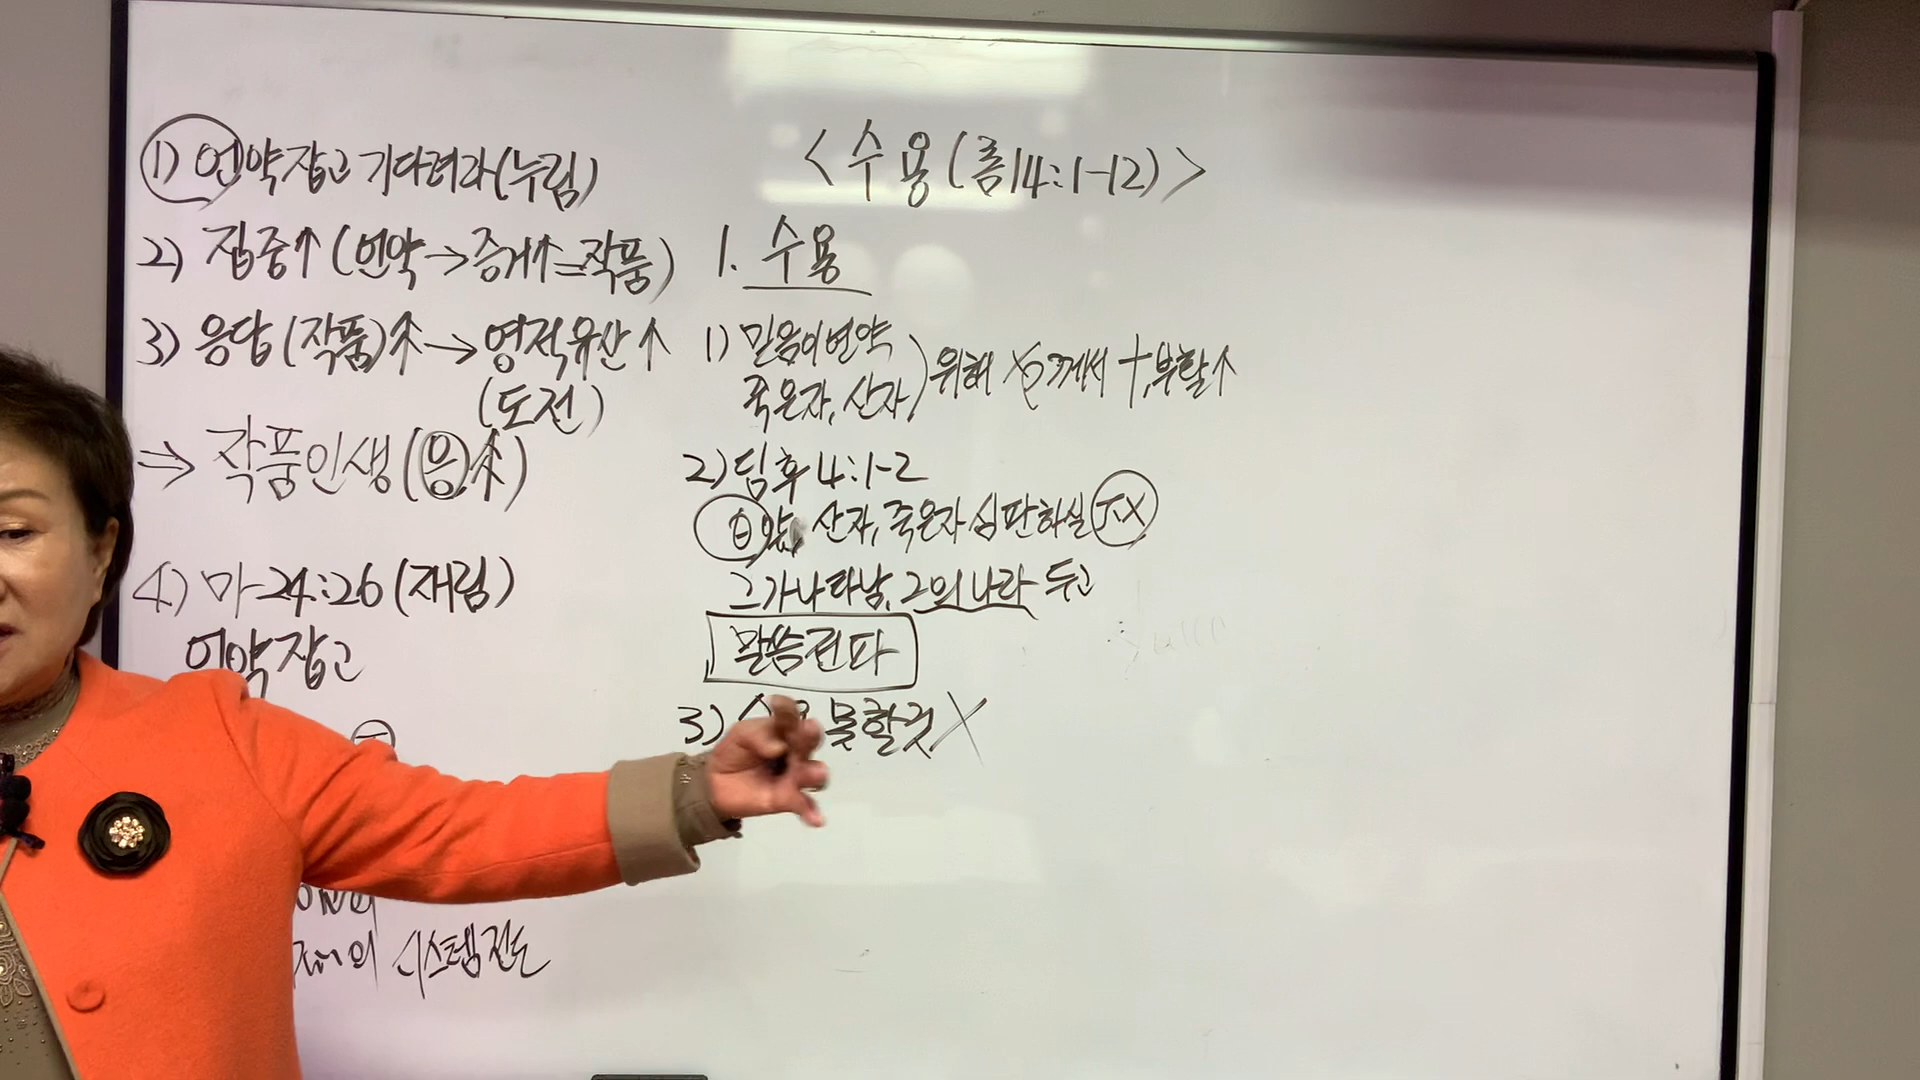 1) 언약잡고 기다려라(누림)
2) 집중↑(언약→증거↑=작품)
3) 응답(작품)↑→영적유산↑
(도전)
⇒ 작품인생(응↑)
4) 마24:26(재림)
언약잡고
시스템 전도
<수용(롬14:1-12)>
1. 수용
1) 믿음이 연약
죽은자, 산자) 위해 께서 十,부활↑
2) 딤후 4:1-2
산자, 죽은자 심판하실
그가 나타남, 그의 나라 두고
말씀전파
3) 못할것 X